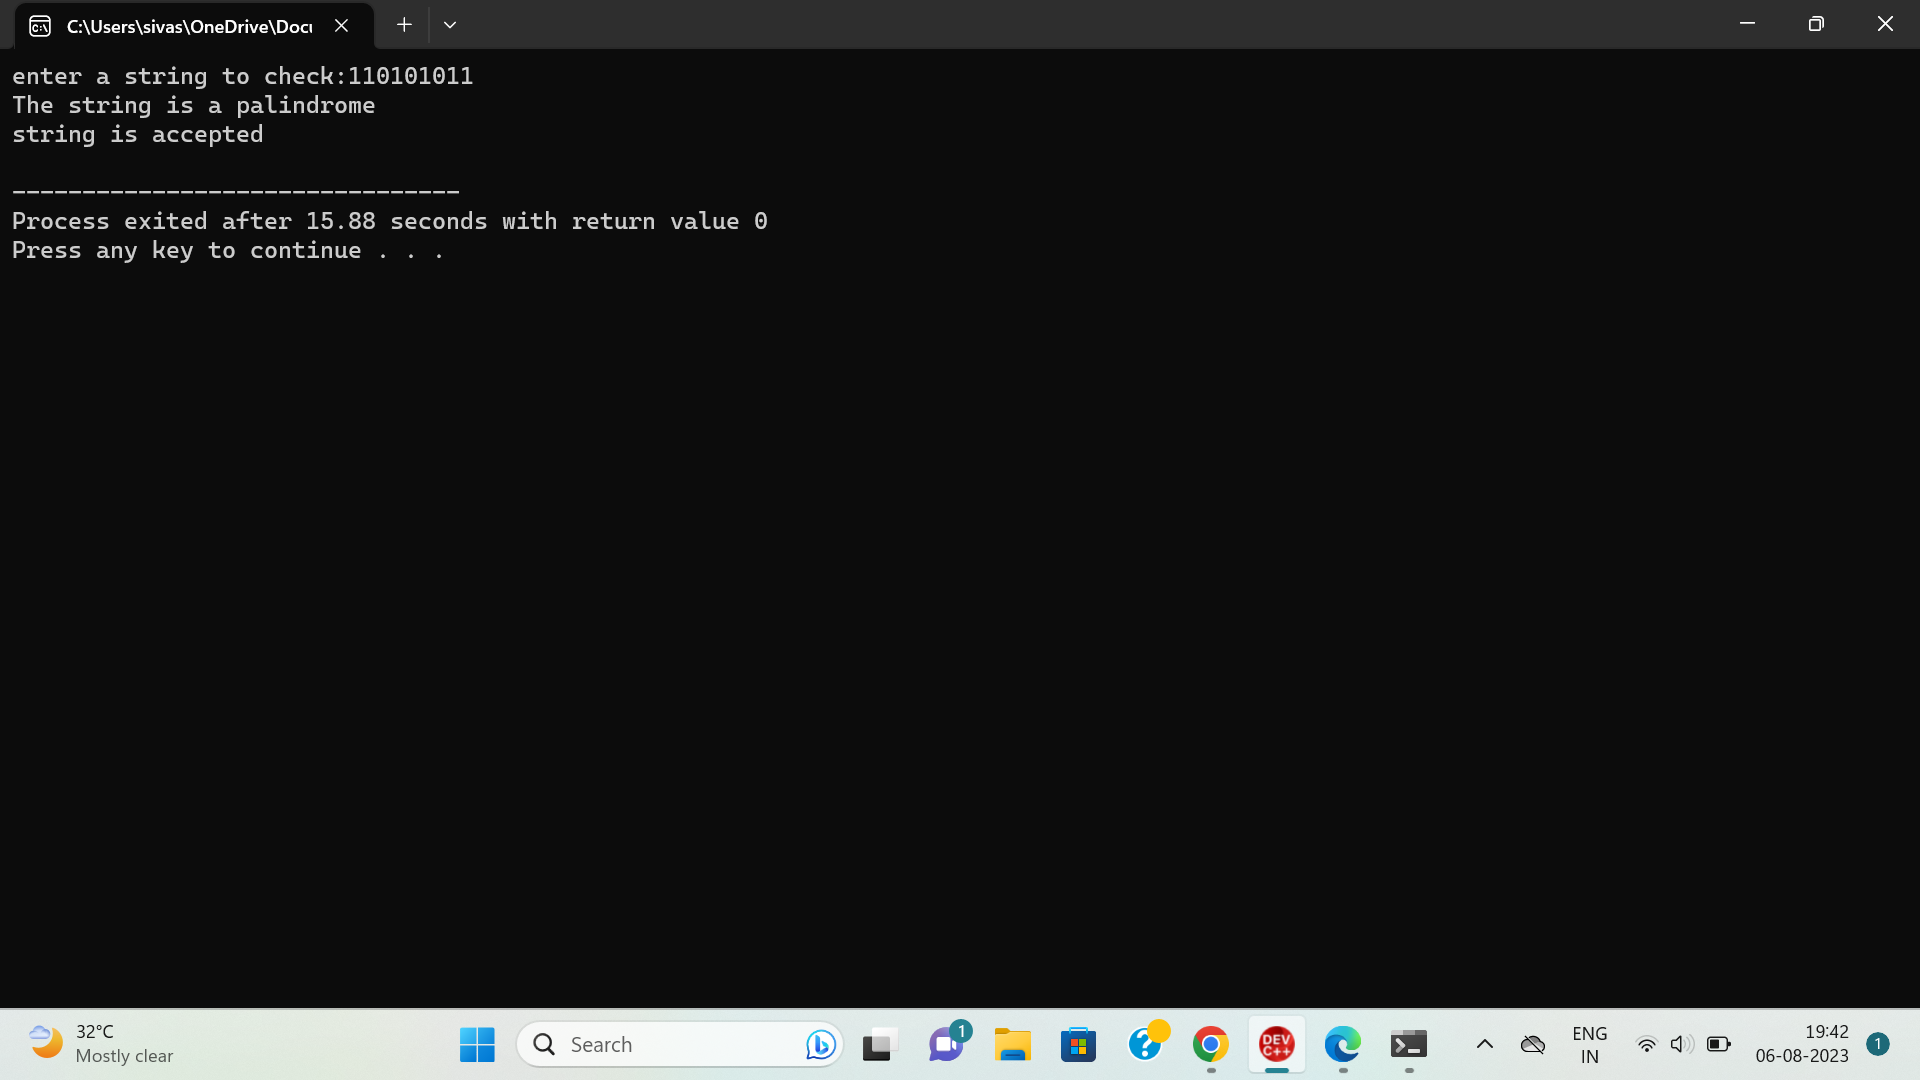 C:\Users\sivas\OneDrive\Docu
enter a string to check:110101011
The string is a palindrome
string is accepted
--------------------------------
Process exited after 15.88 seconds with return value 0
Press any key to continue . . .
32°C
Mostly clear
Search
1
DEV
C++
ENG
IN
19:42
06-08-2023
1